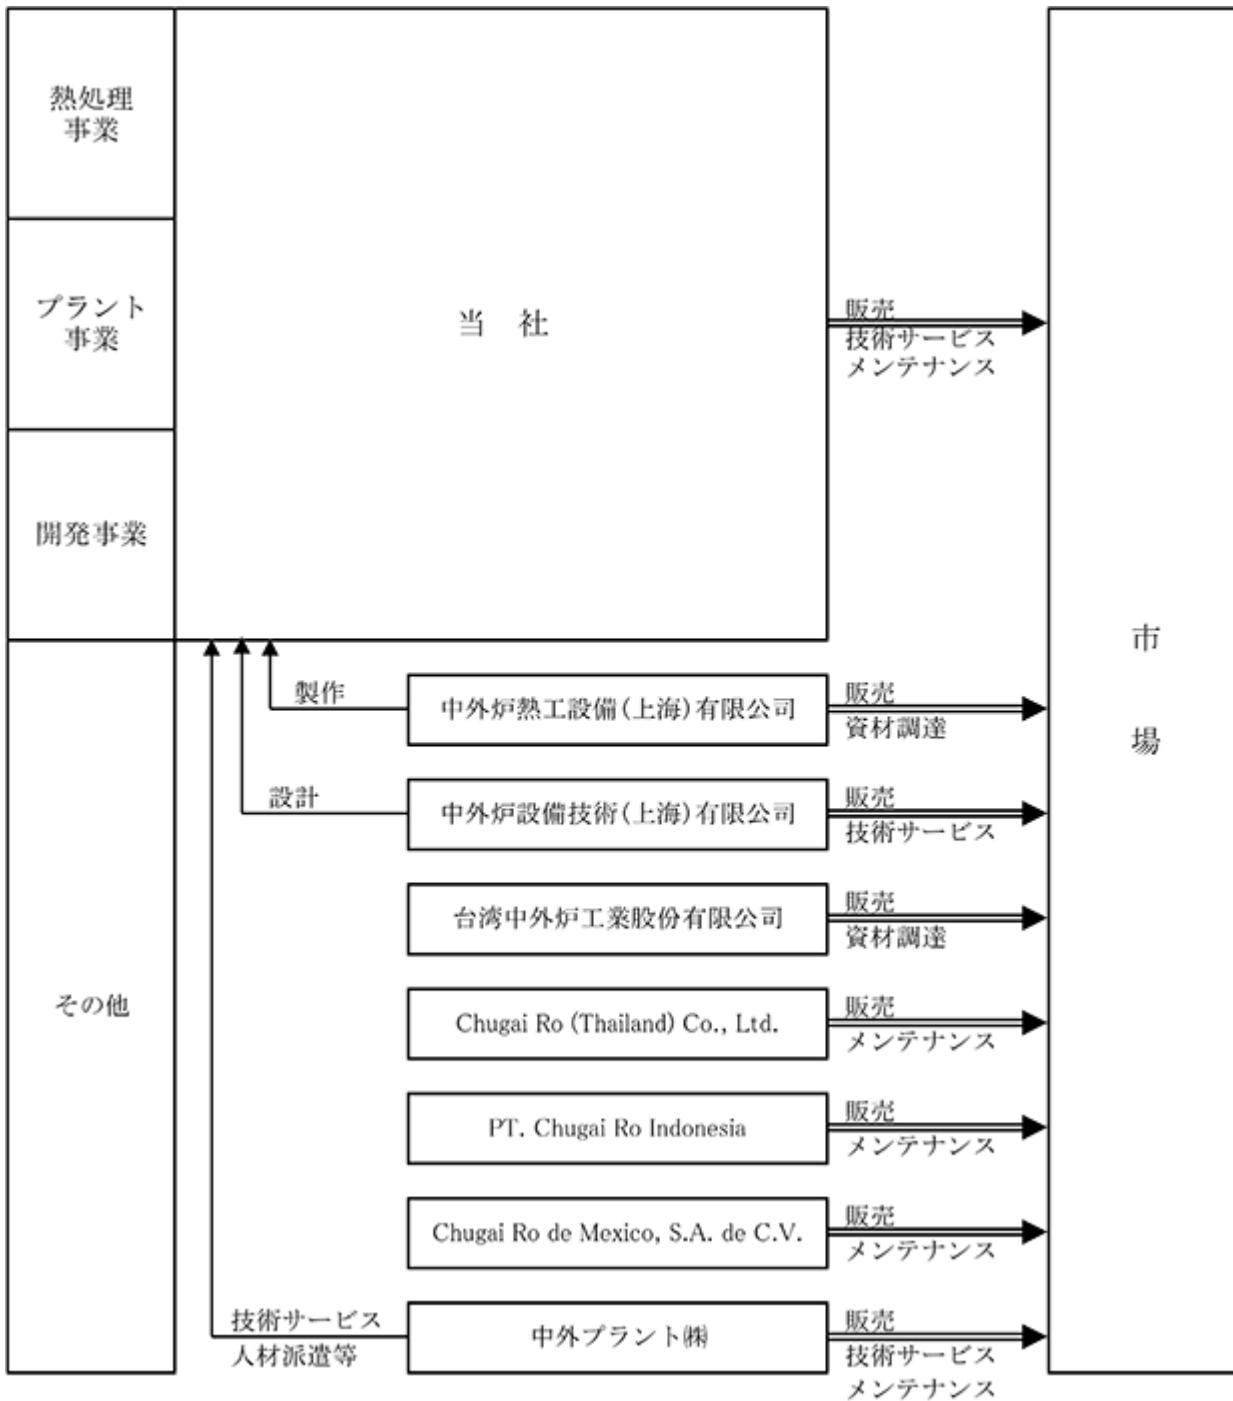 熱処理
事業
プラント
事業
開発事業
当 社
販売
技術サービス
メンテナンス
市
場
その他
製作
中外炉熱工設備(上海)有限公司
販売
資材調達
設計
中外炉設備技術(上海)有限公司
販売
技術サービス
台湾中外炉工業股份有限公司
販売
資材調達
Chugai Ro (Thailand) Co., Ltd.
販売
メンテナンス
PT. Chugai Ro Indonesia
販売
メンテナンス
Chugai Ro de Mexico, S.A. de C.V.
販売
メンテナンス
技術サービス
人材派遣等
中外プラント㈱
販売
技術サービス
メンテナンス